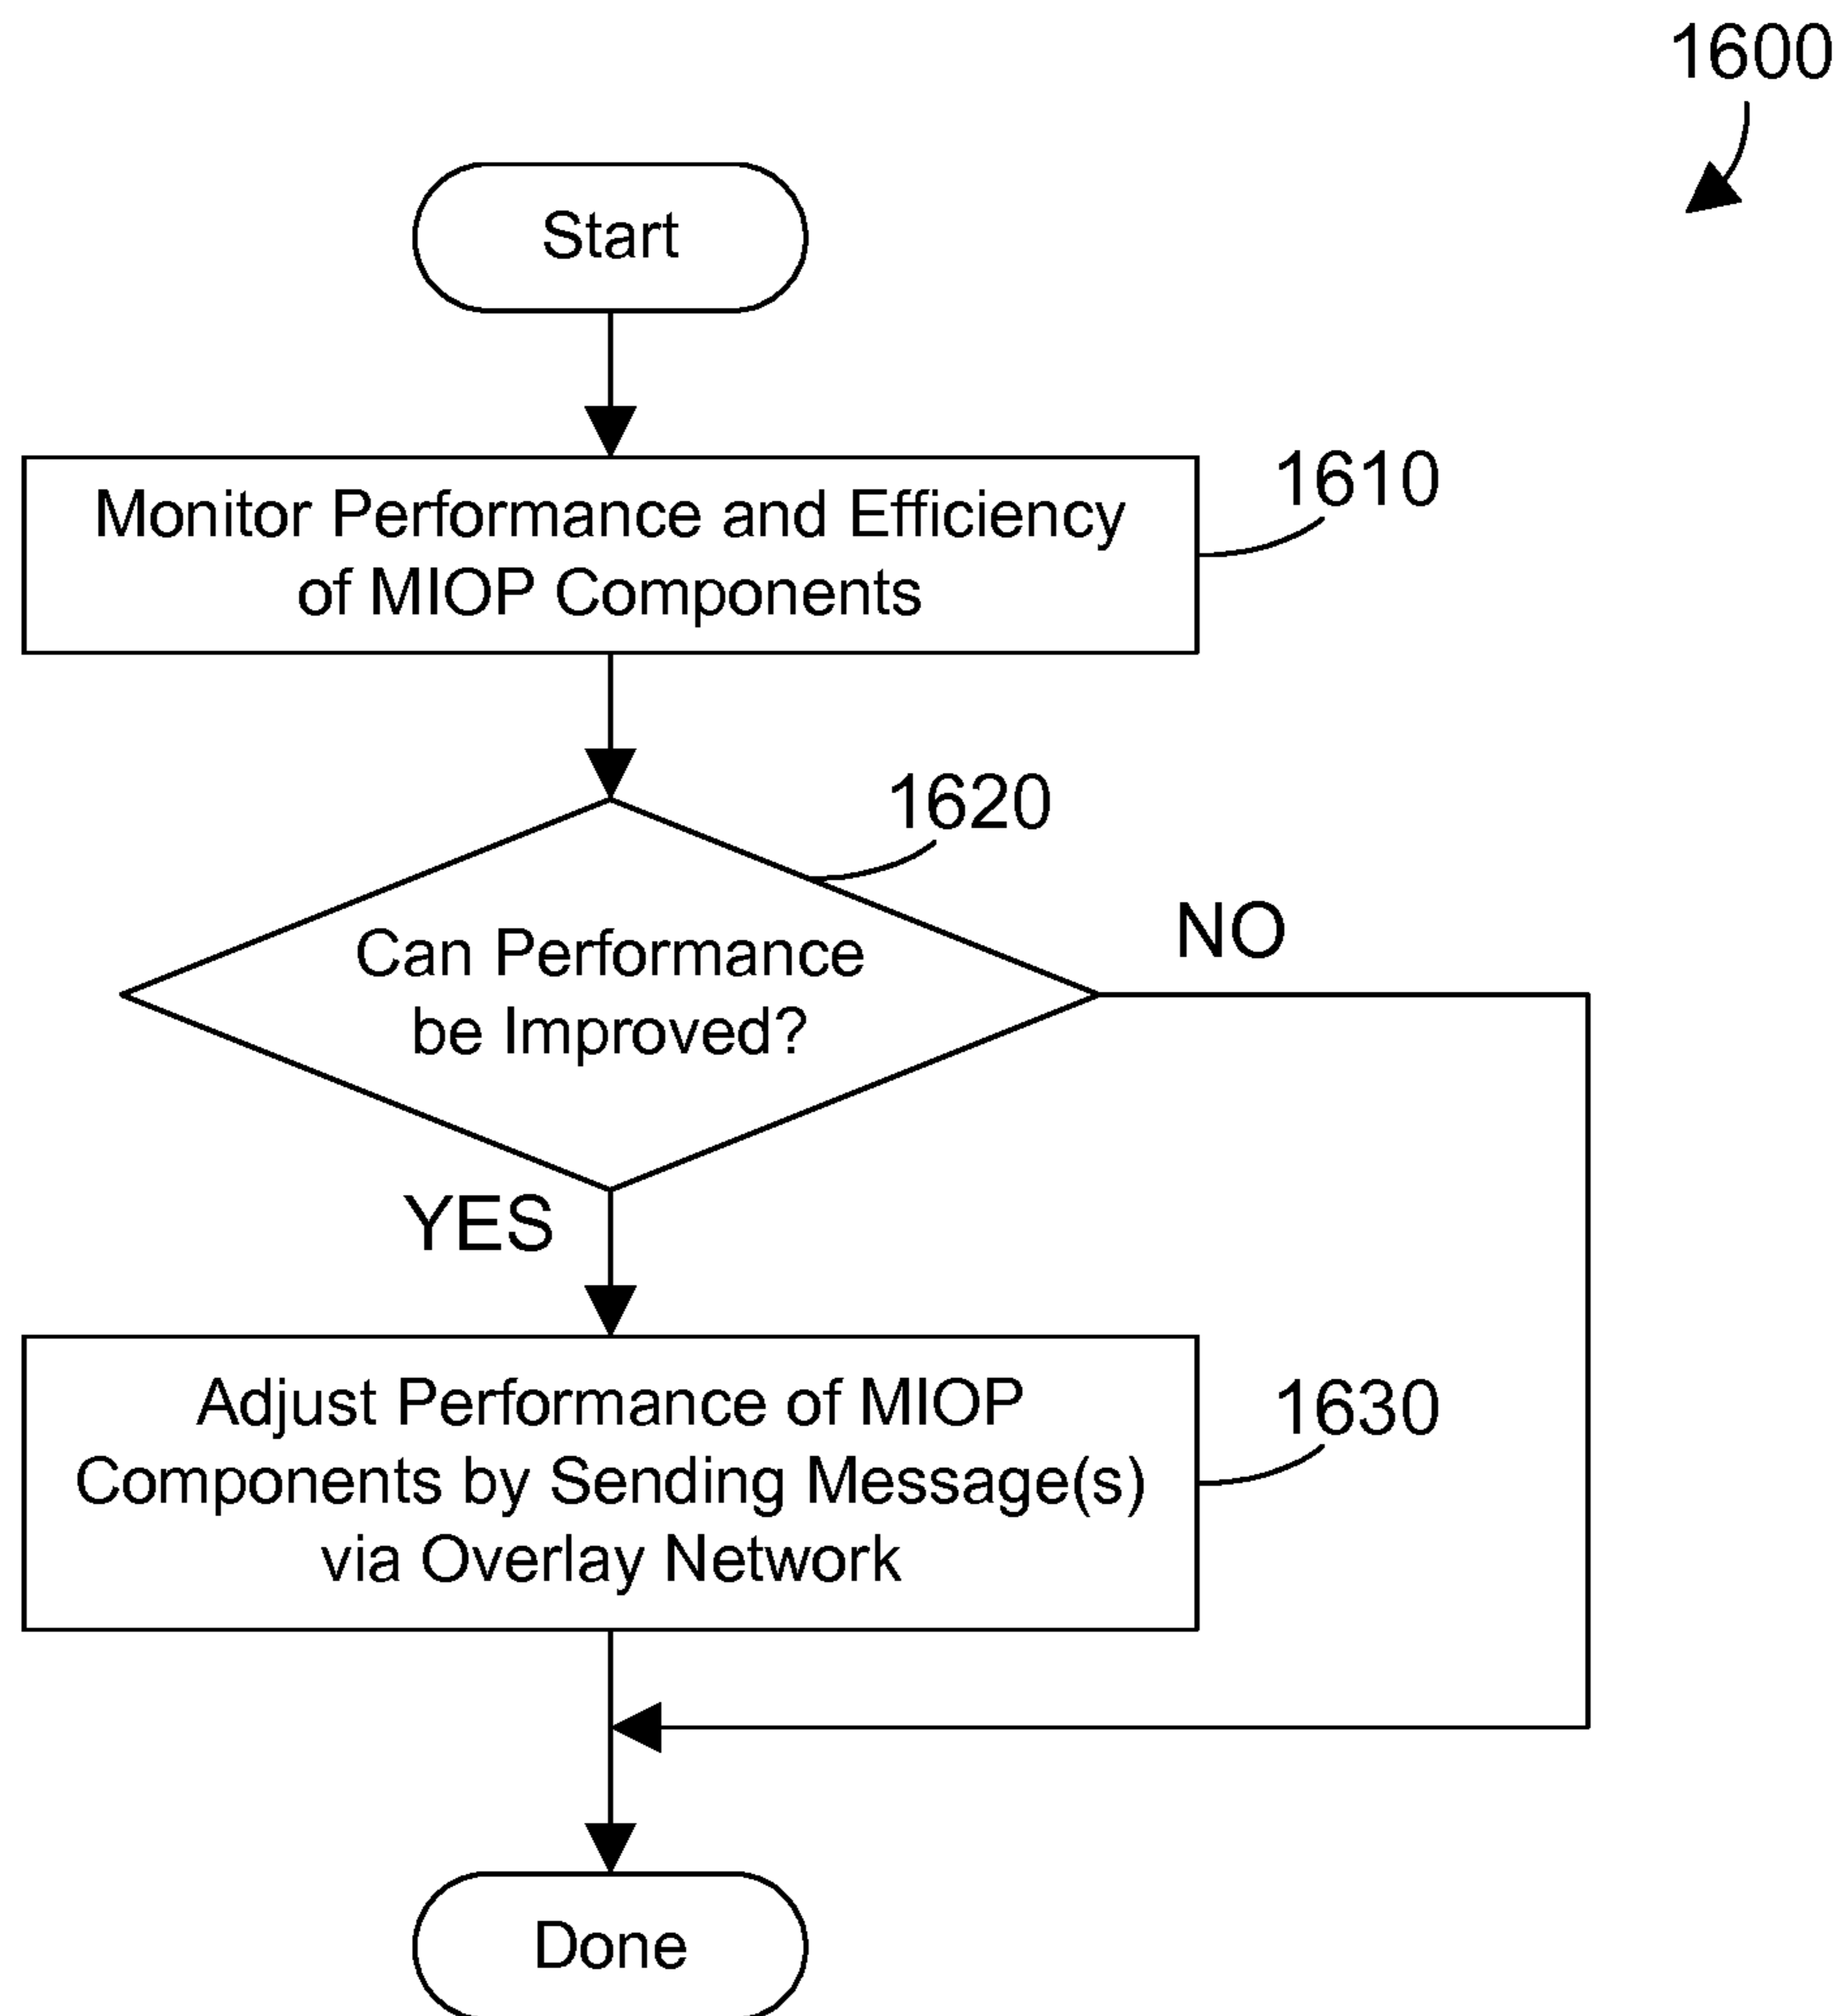 1600
Start
Monitor Performance and Efficiency
of MIOP Components
1610
1620
Can Performance
be Improved?
NO
YES
Adjust Performance of MIOP
Components by Sending Message(s)
via Overlay Network
1630
Done